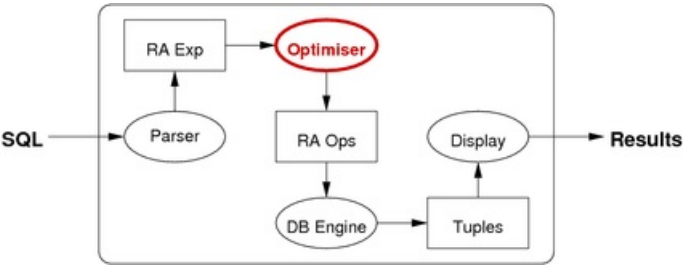 SQL
Parser
RA Exp
Optimiser
RA Ops
DB Engine
Tuples
Display
Results